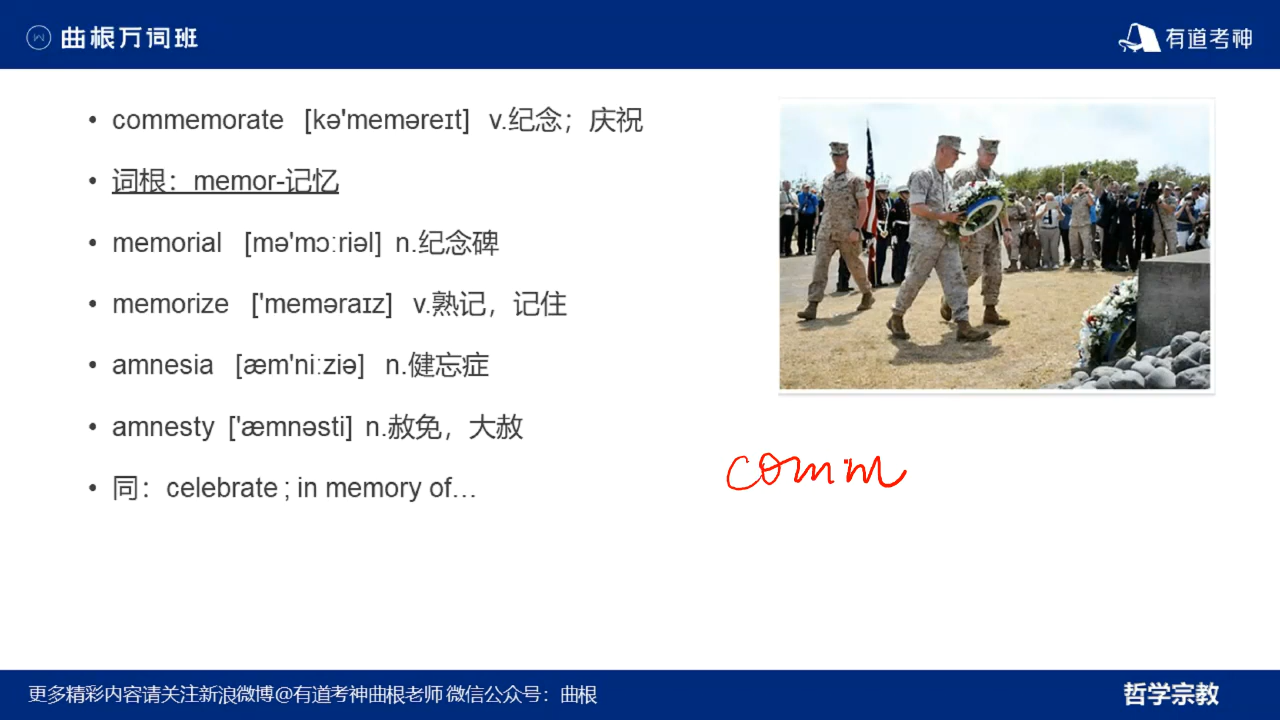 曲根万词班
有道考神
• commemorate [kə'meməreɪt] v.纪念；庆祝
• 词根：memor-记忆
• memorial [mə'mɔːriəl] n.纪念碑
• memorize ['meməraɪz] v.熟记，记住
• amnesia [æm'niːziə] n.健忘症
• amnesty ['æmnəsti] n.赦免，大赦
• 同：celebrate ; in memory of…
comm
更多精彩内容请关注新浪微博@有道考神曲根老师 微信公众号：曲根
哲学宗教